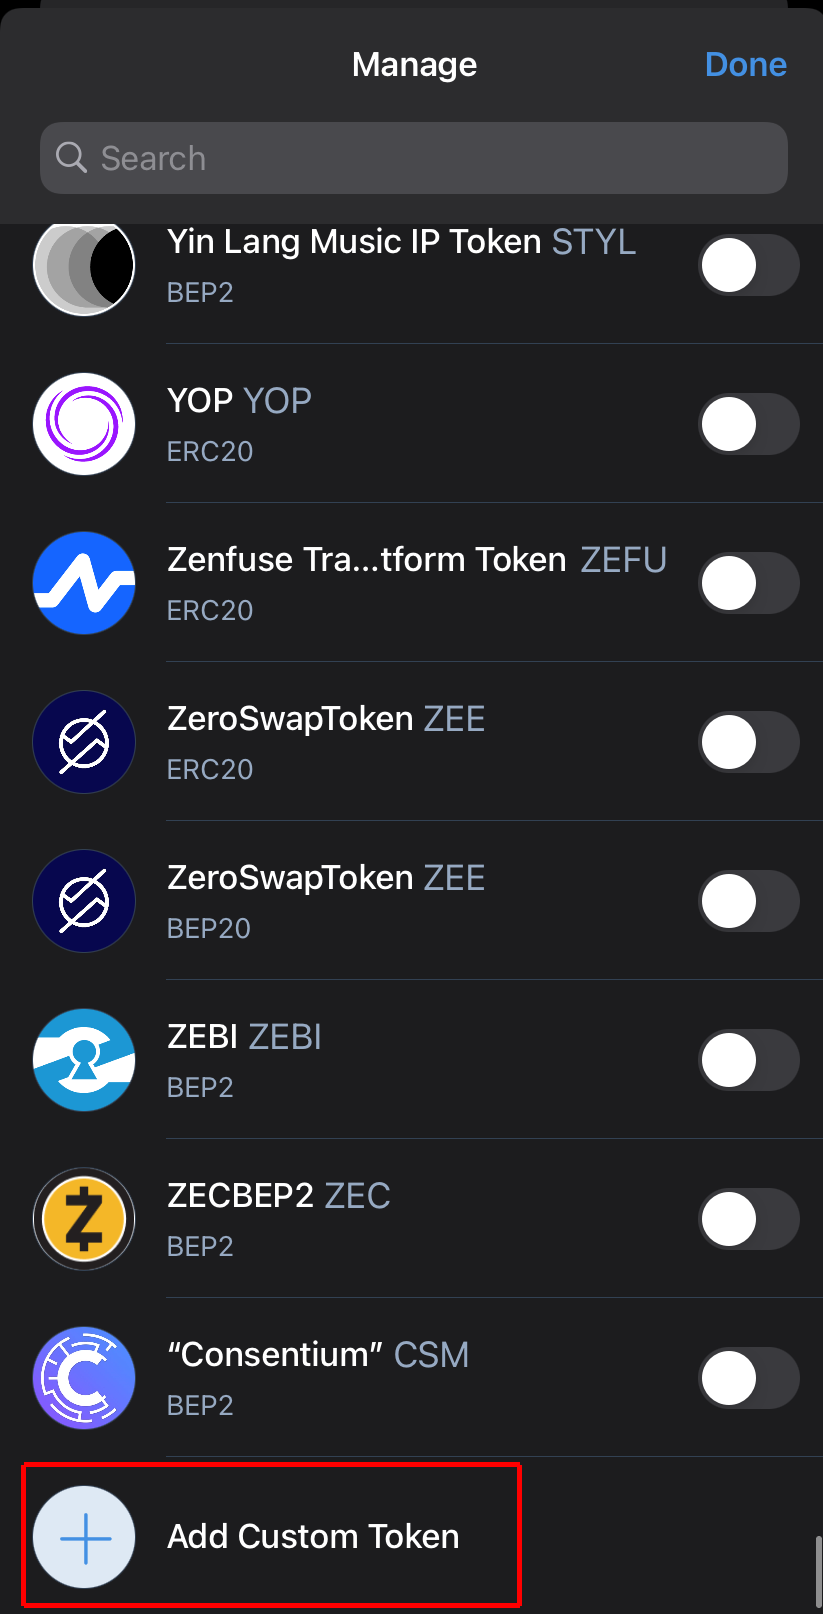 Manage
Done
Search
Yin Lang Music IP Token STYL
BEP2
YOP YOP
ERC20
Zenfuse Tra...tform Token ZEFU
ERC20
ZeroSwapToken ZEE
ERC20
ZeroSwapToken ZEE
BEP20
ZEBI ZEBI
BEP2
ZECBEP2 ZEC
BEP2
“Consentium” CSM
BEP2
Add Custom Token